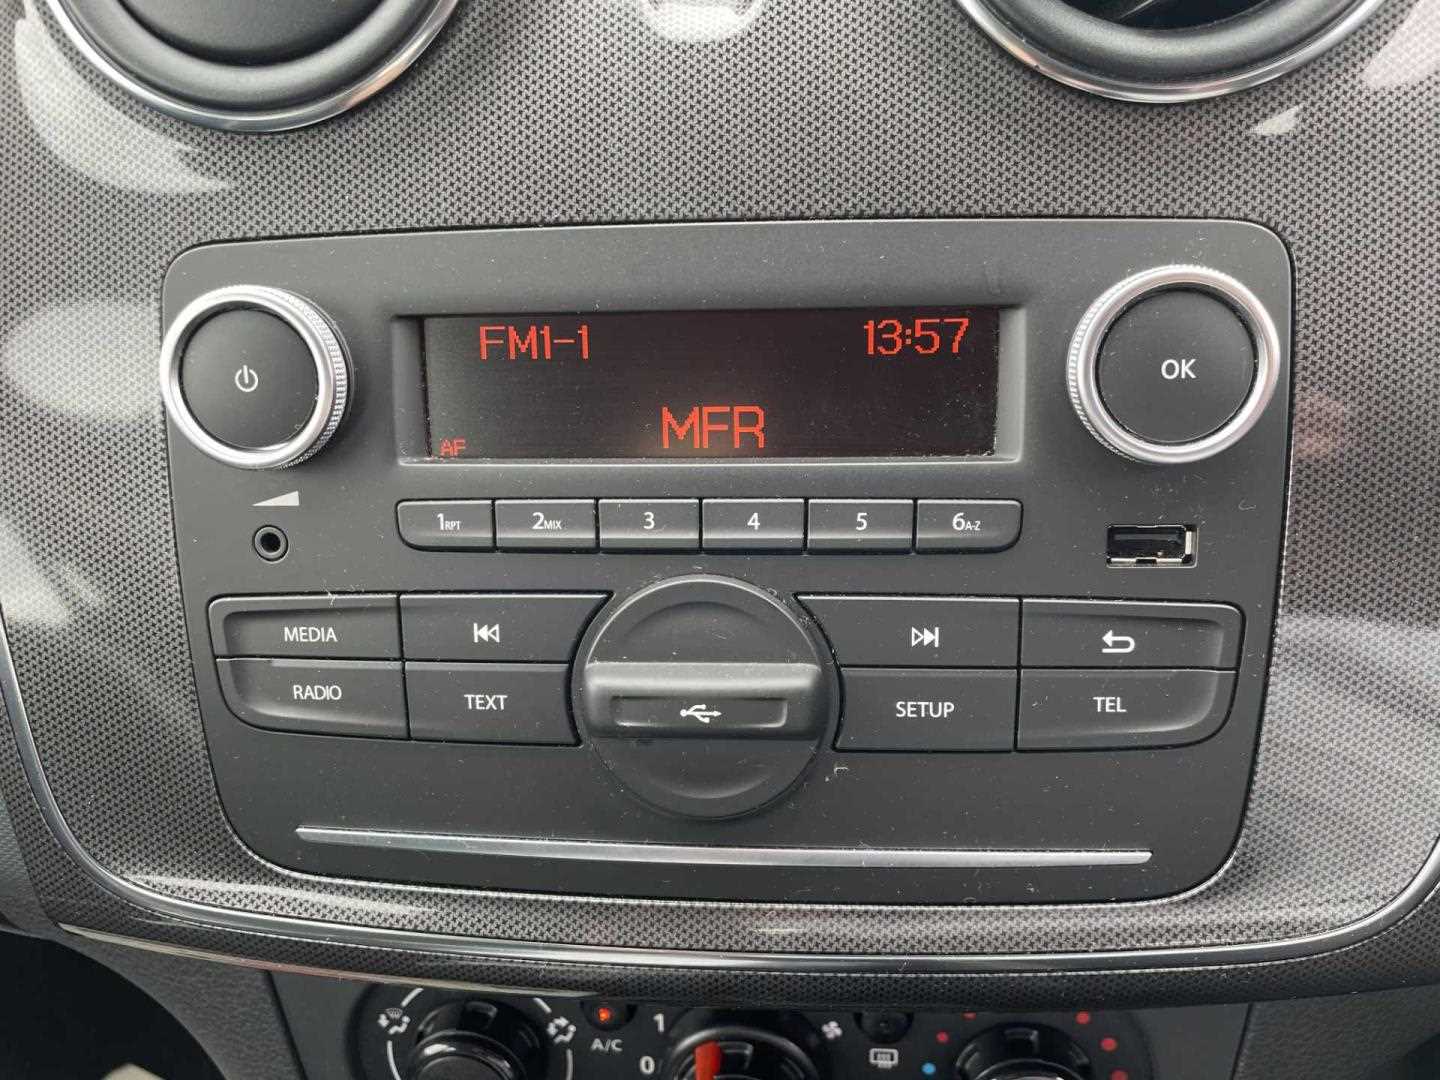 FM1-1 13:57
MFR
AF
OK
1RPT 2MIX 3 4 5 6A-Z
MEDIA
RADIO TEXT SETUP TEL
A/C 1
0